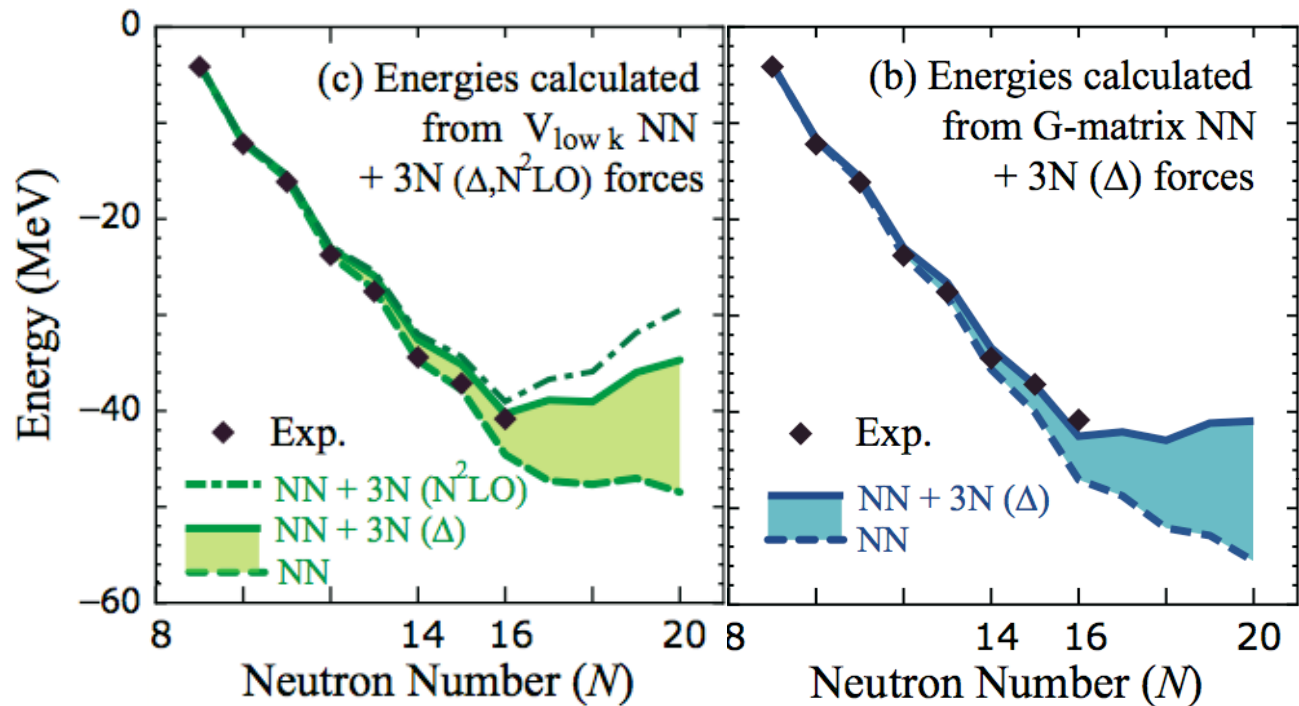 0
−20
−40
−60
Energy (MeV)
(c) Energies calculated
from V_low k NN
+ 3N (Δ,N²LO) forces
Exp.
NN + 3N (N²LO)
NN + 3N (Δ)
NN
8
14
16
20
Neutron Number (N)
(b) Energies calculated
from G-matrix NN
+ 3N (Δ) forces
Exp.
NN + 3N (Δ)
NN
8
14
16
20
Neutron Number (N)